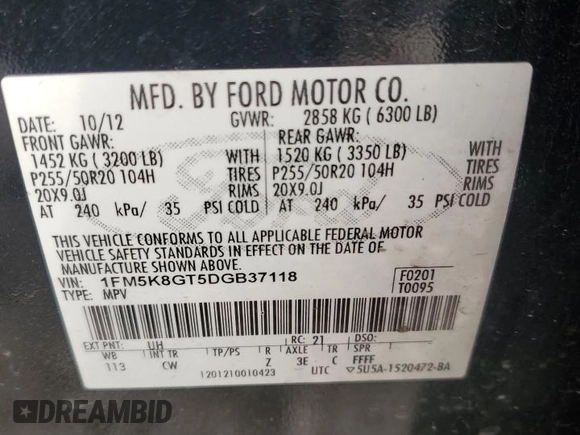 MFD. BY FORD MOTOR CO.
DATE: 10/12 GVWR: 2858 KG ( 6300 LB)
FRONT GAWR: REAR GAWR:
1452 KG ( 3200 LB) WITH 1520 KG ( 3350 LB) WITH
P255/50R20 104H TIRES P255/50R20 104H TIRES
20X9.0J RIMS 20X9.0J RIMS
AT 240 kPa/ 35 PSI COLD AT 240 kPa/ 35 PSI COLD
Ford
THIS VEHICLE CONFORMS TO ALL APPLICABLE FEDERAL MOTOR
VEHICLE SAFETY STANDARDS IN EFFECT ON THE DATE OF
MANUFACTURE SHOWN ABOVE.
VIN: 1FM5K8GT5DGB37118 F0201
TYPE: MPV T0095
EXT PNT: UH RC: 21 DSO:
WB INT TR TP/PS R AXLE TR SPR
113 CW 7 3E C FFFF
1201210010423 UTC ▽5U5A-1520472-BA
DREAMBID